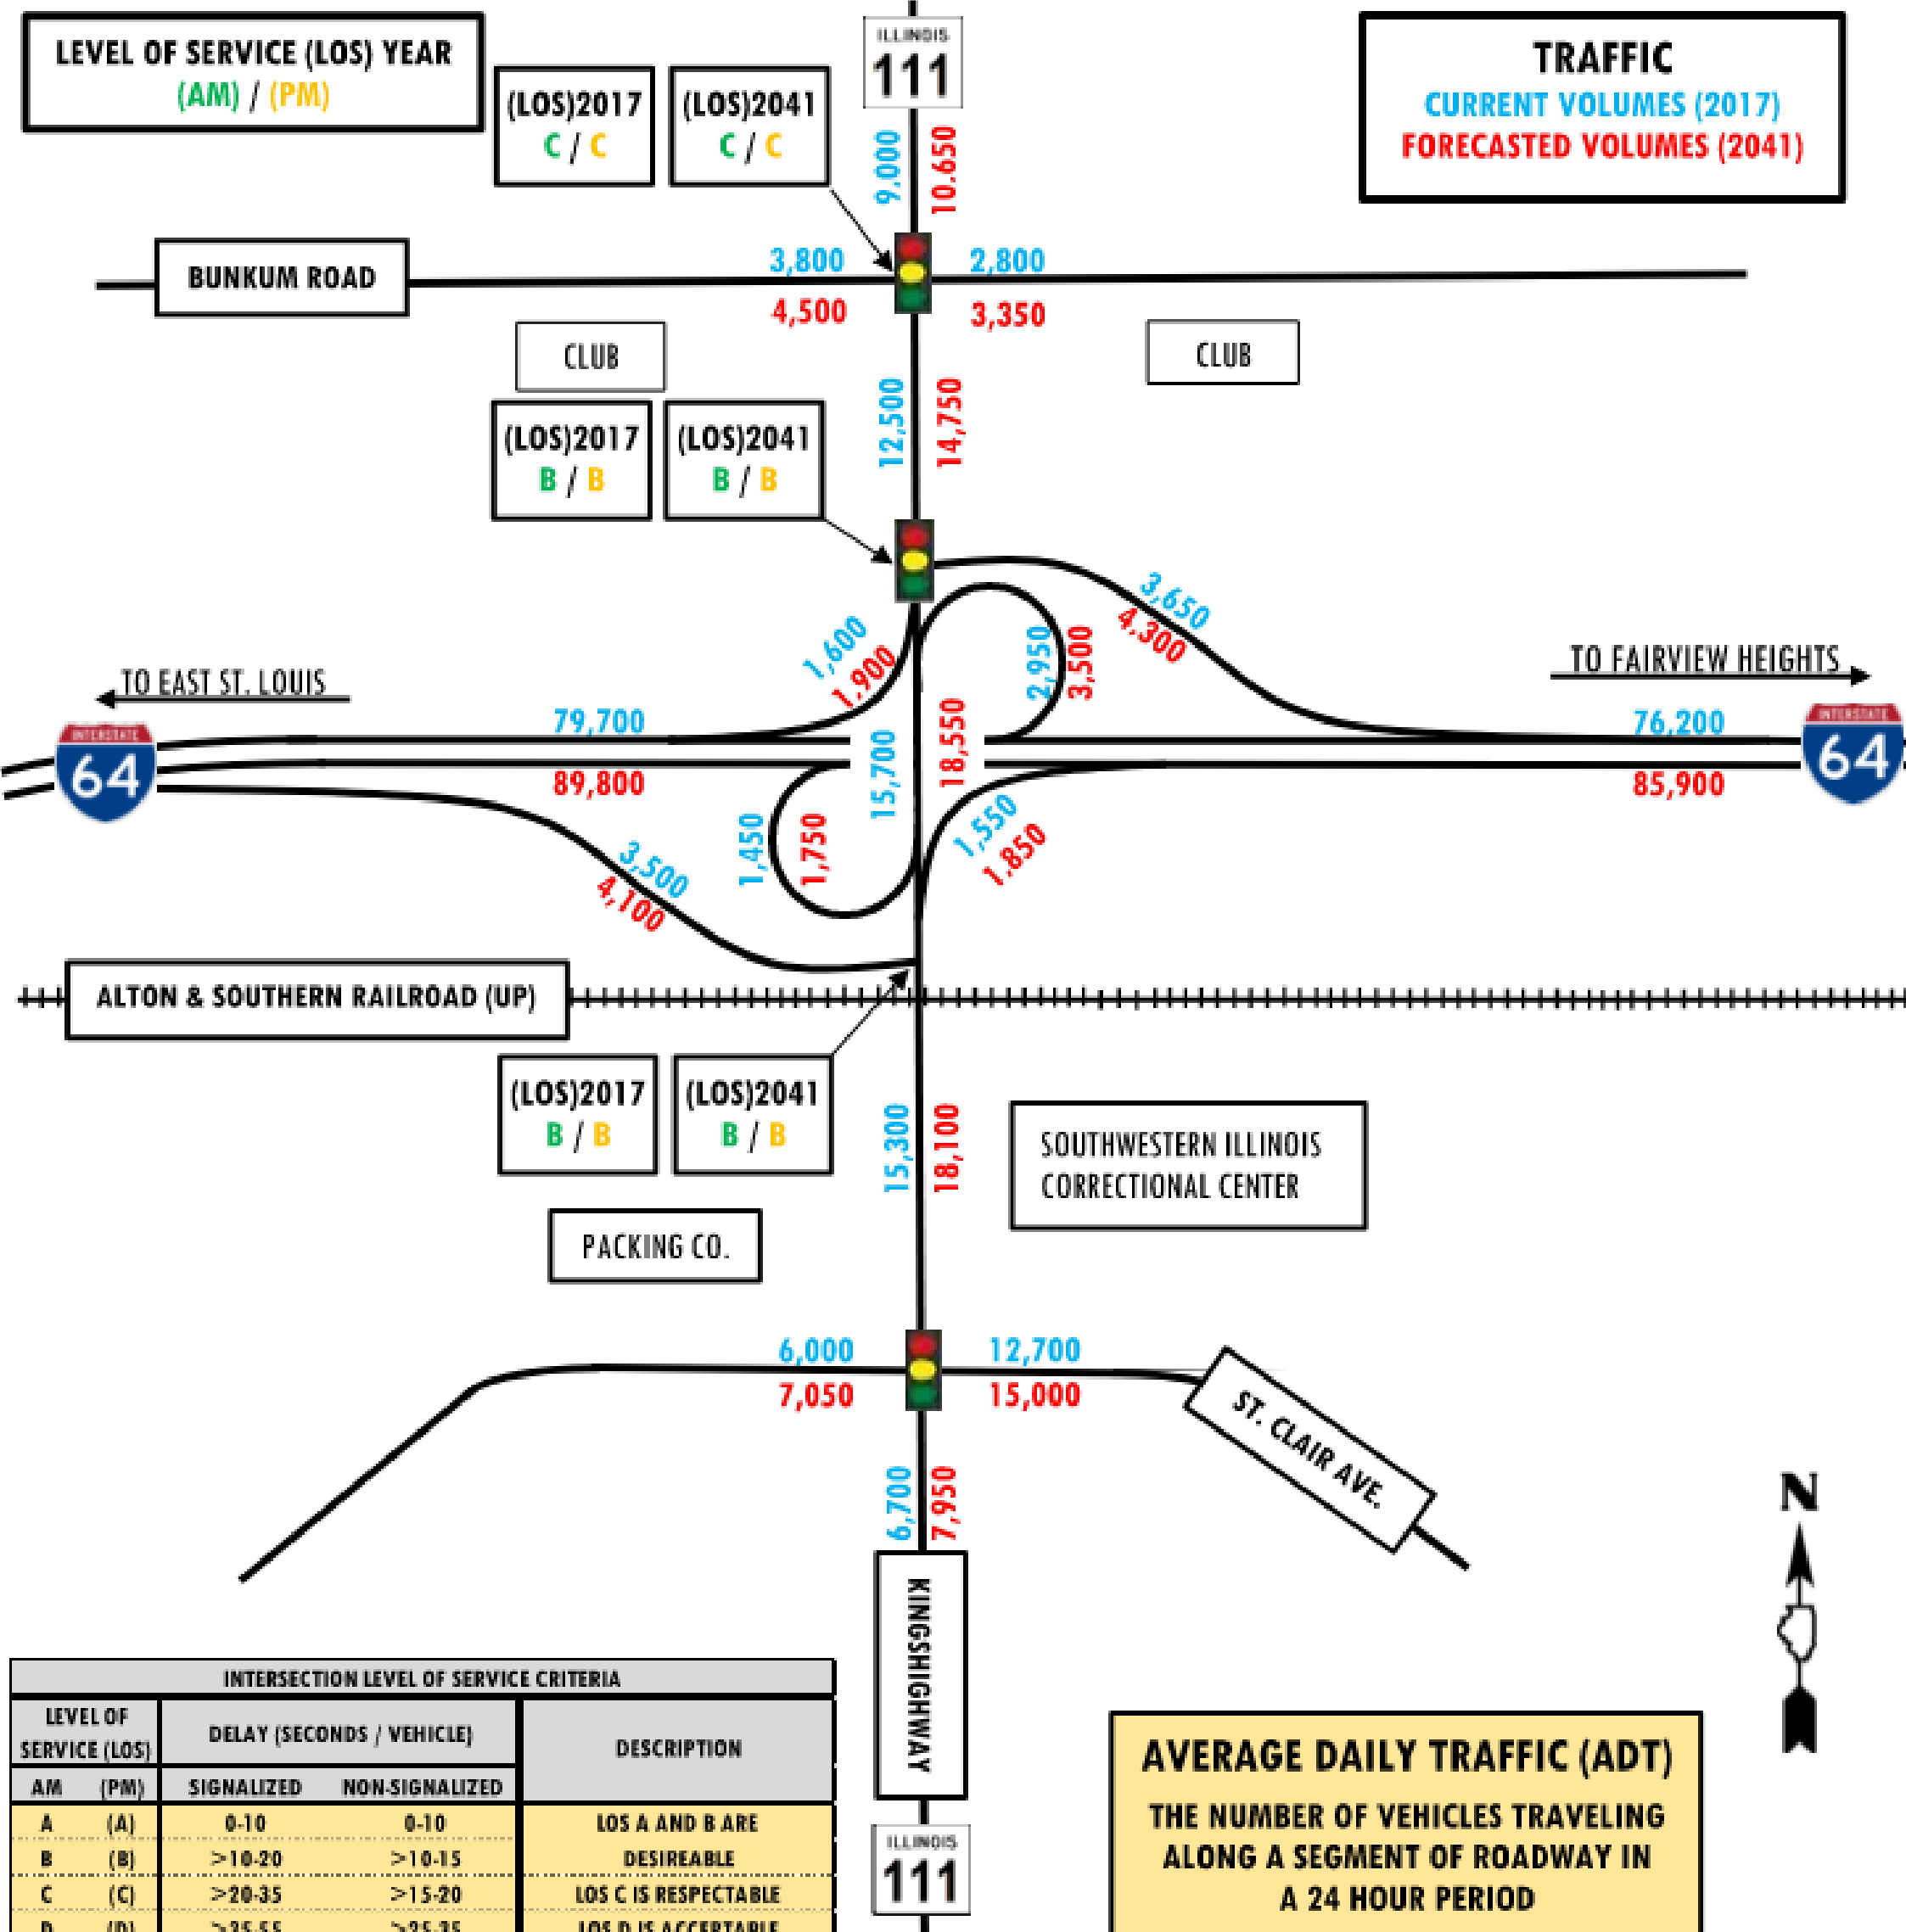 LEVEL OF SERVICE (LOS) YEAR
(AM) / (PM)
(LOS)2017
C / C
(LOS)2041
C / C
ILLINOIS
111
TRAFFIC
CURRENT VOLUMES (2017)
FORECASTED VOLUMES (2041)
9.000
10.650
BUNKUM ROAD
3,800
2,800
4,500
3,350
CLUB
CLUB
12,500
14,750
(LOS)2017
B / B
(LOS)2041
B / B
3,650
4.300
1,600
1.900
2,950
3,500
TO EAST ST. LOUIS
TO FAIRVIEW HEIGHTS
INTERSTATE
64
79,700
89,800
15,700
18,550
76,200
85,900
INTERSTATE
64
1,450
1,750
1,550
1.850
3,500
4,100
ALTON & SOUTHERN RAILROAD (UP)
(LOS)2017
B / B
(LOS)2041
B / B
15,300
18,100
SOUTHWESTERN ILLINOIS
CORRECTIONAL CENTER
PACKING CO.
6,000
12,700
7,050
15,000
ST. CLAIR AVE.
6,700
7,950
N
KINGSHIGHWAY
ILLINOIS
111
INTERSECTION LEVEL OF SERVICE CRITERIA
LEVEL OF
SERVICE (LOS)
DELAY (SECONDS / VEHICLE)
DESCRIPTION
AM (PM) SIGNALIZED NON-SIGNALIZED
A (A) 0-10 0-10 LOS A AND B ARE
B (B) >10-20 >10-15 DESIREABLE
C (C) >20-35 >15-20 LOS C IS RESPECTABLE
D (D) >35-55 >25-35 LOS D IS ACCEPTABLE
AVERAGE DAILY TRAFFIC (ADT)
THE NUMBER OF VEHICLES TRAVELING
ALONG A SEGMENT OF ROADWAY IN
A 24 HOUR PERIOD